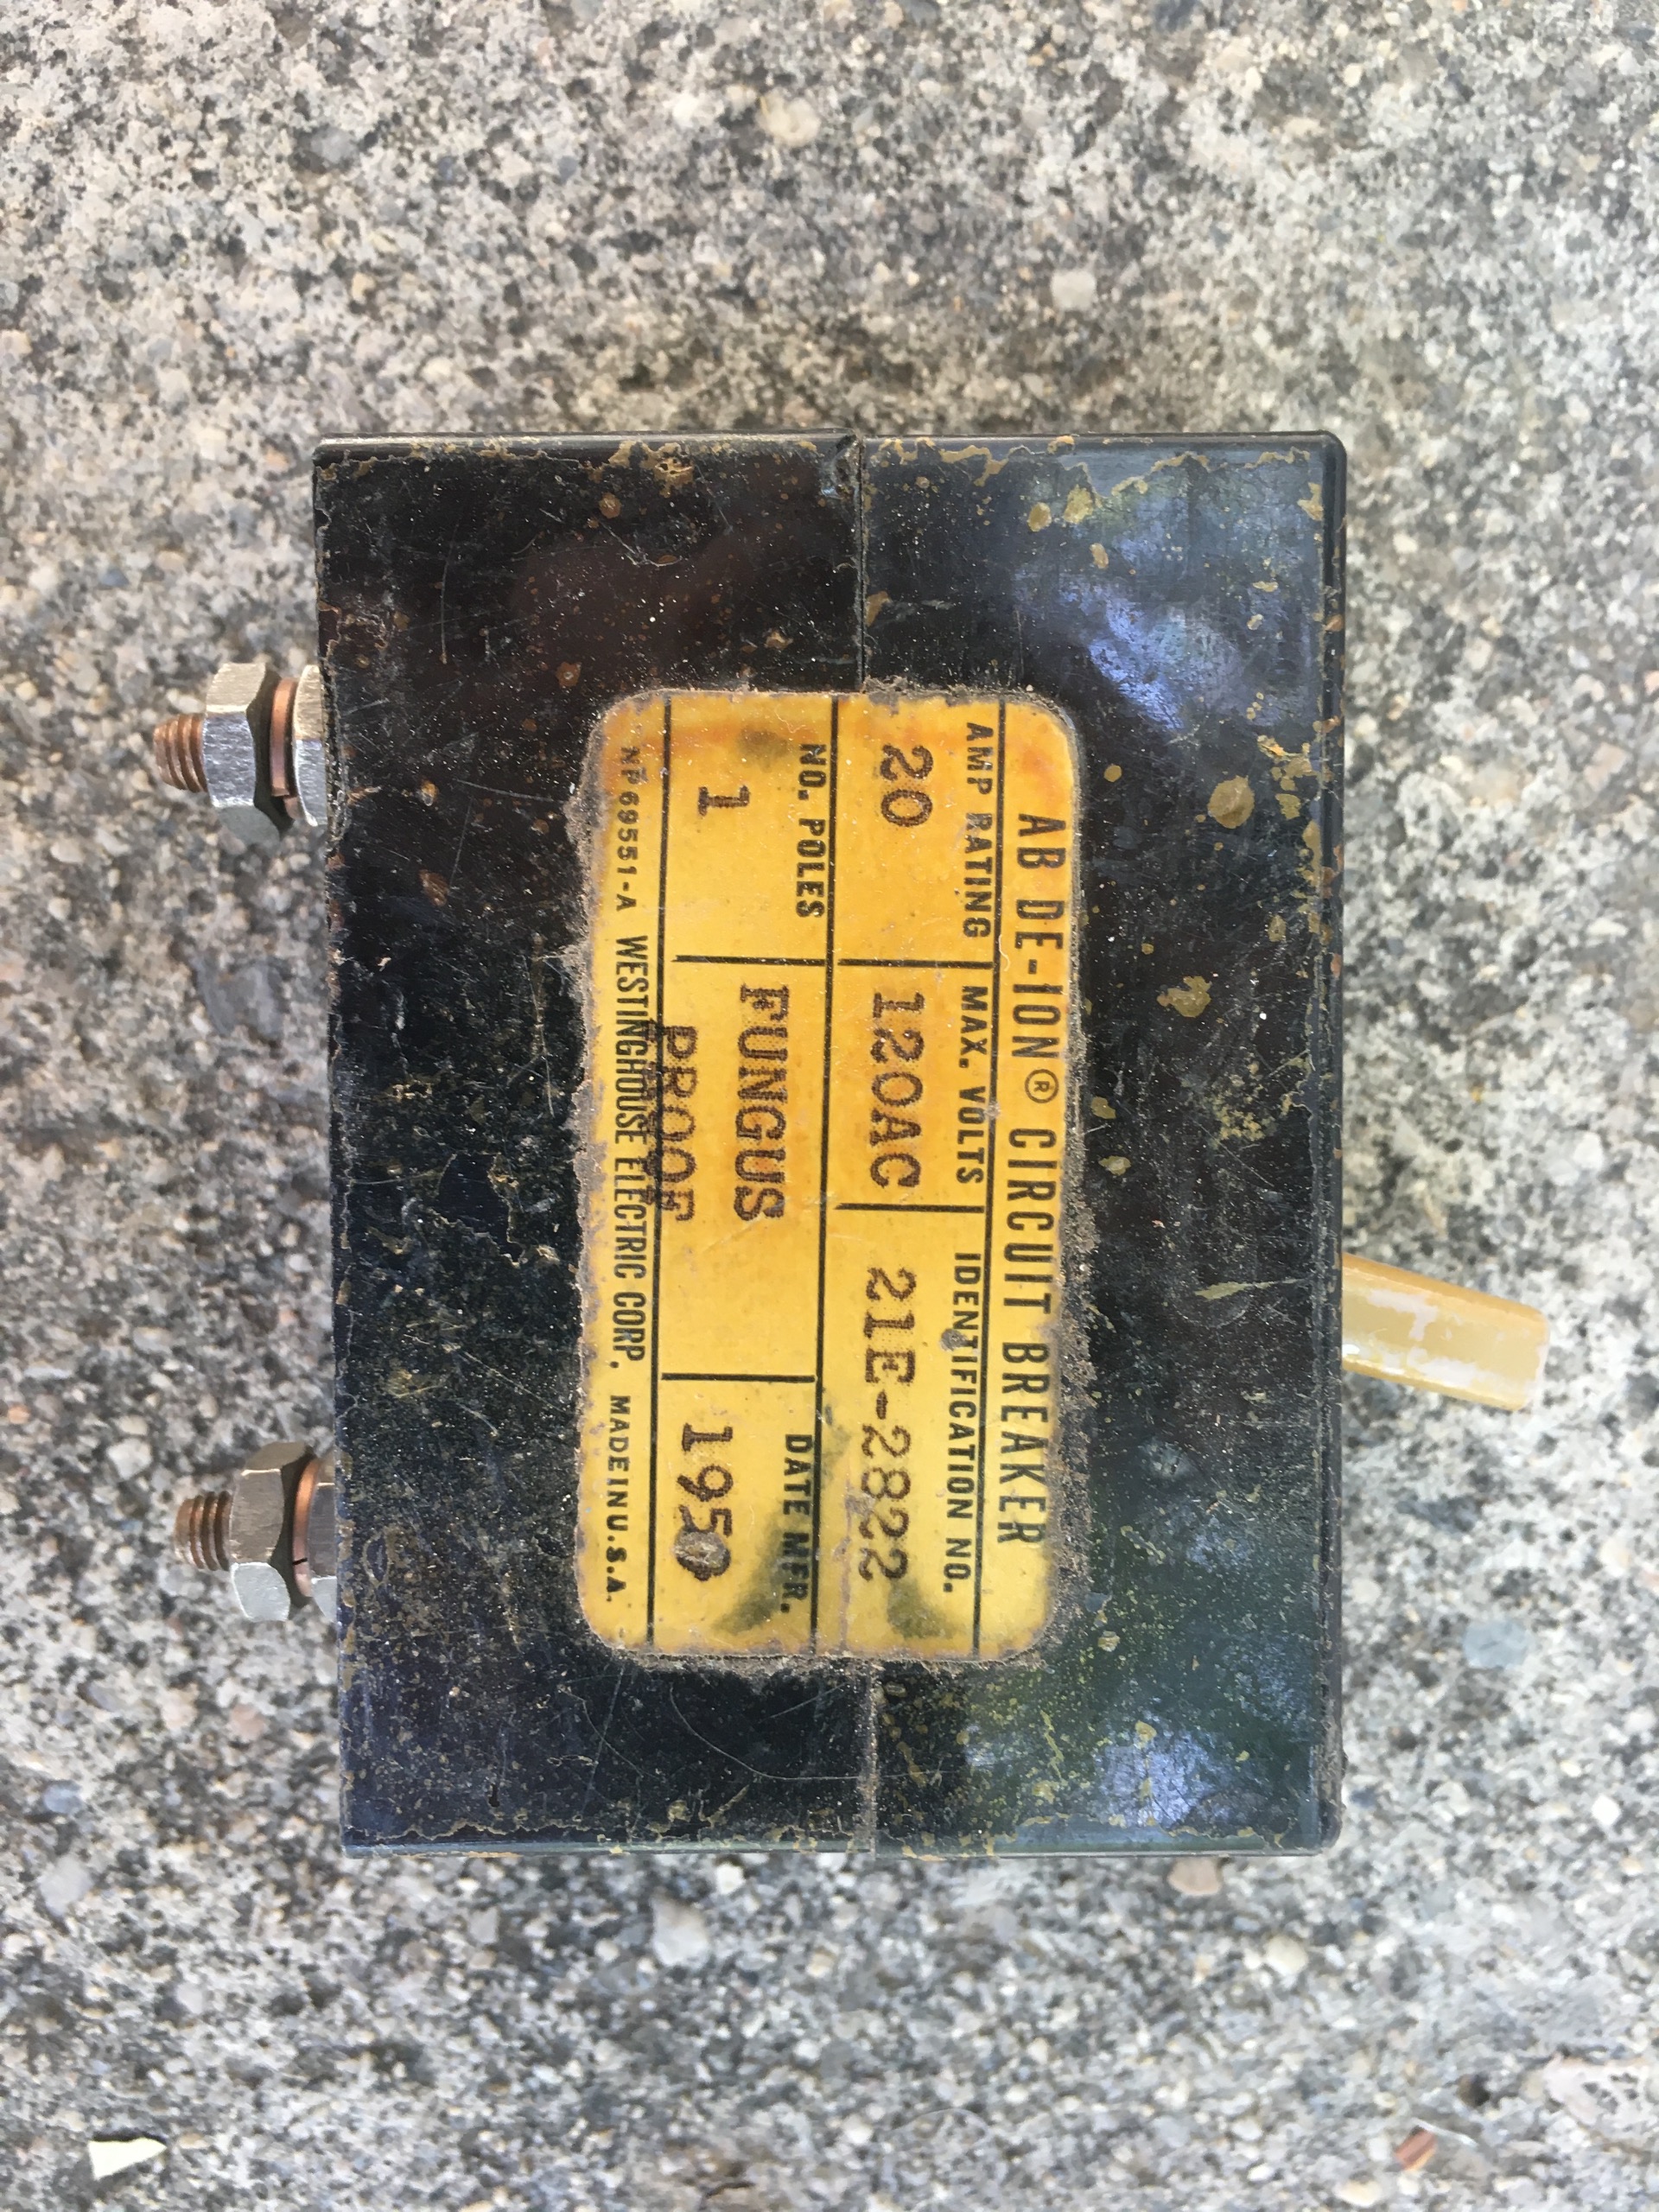 AB DE-ION® CIRCUIT BREAKER
AMP RATING MAX. VOLTS IDENTIFICATION NO.
20 120AC 21E-2822
NO. POLES DATE MFR.
1 FUNGUS PROOF 1950
NP69551-A WESTINGHOUSE ELECTRIC CORP. MADE IN U.S.A.